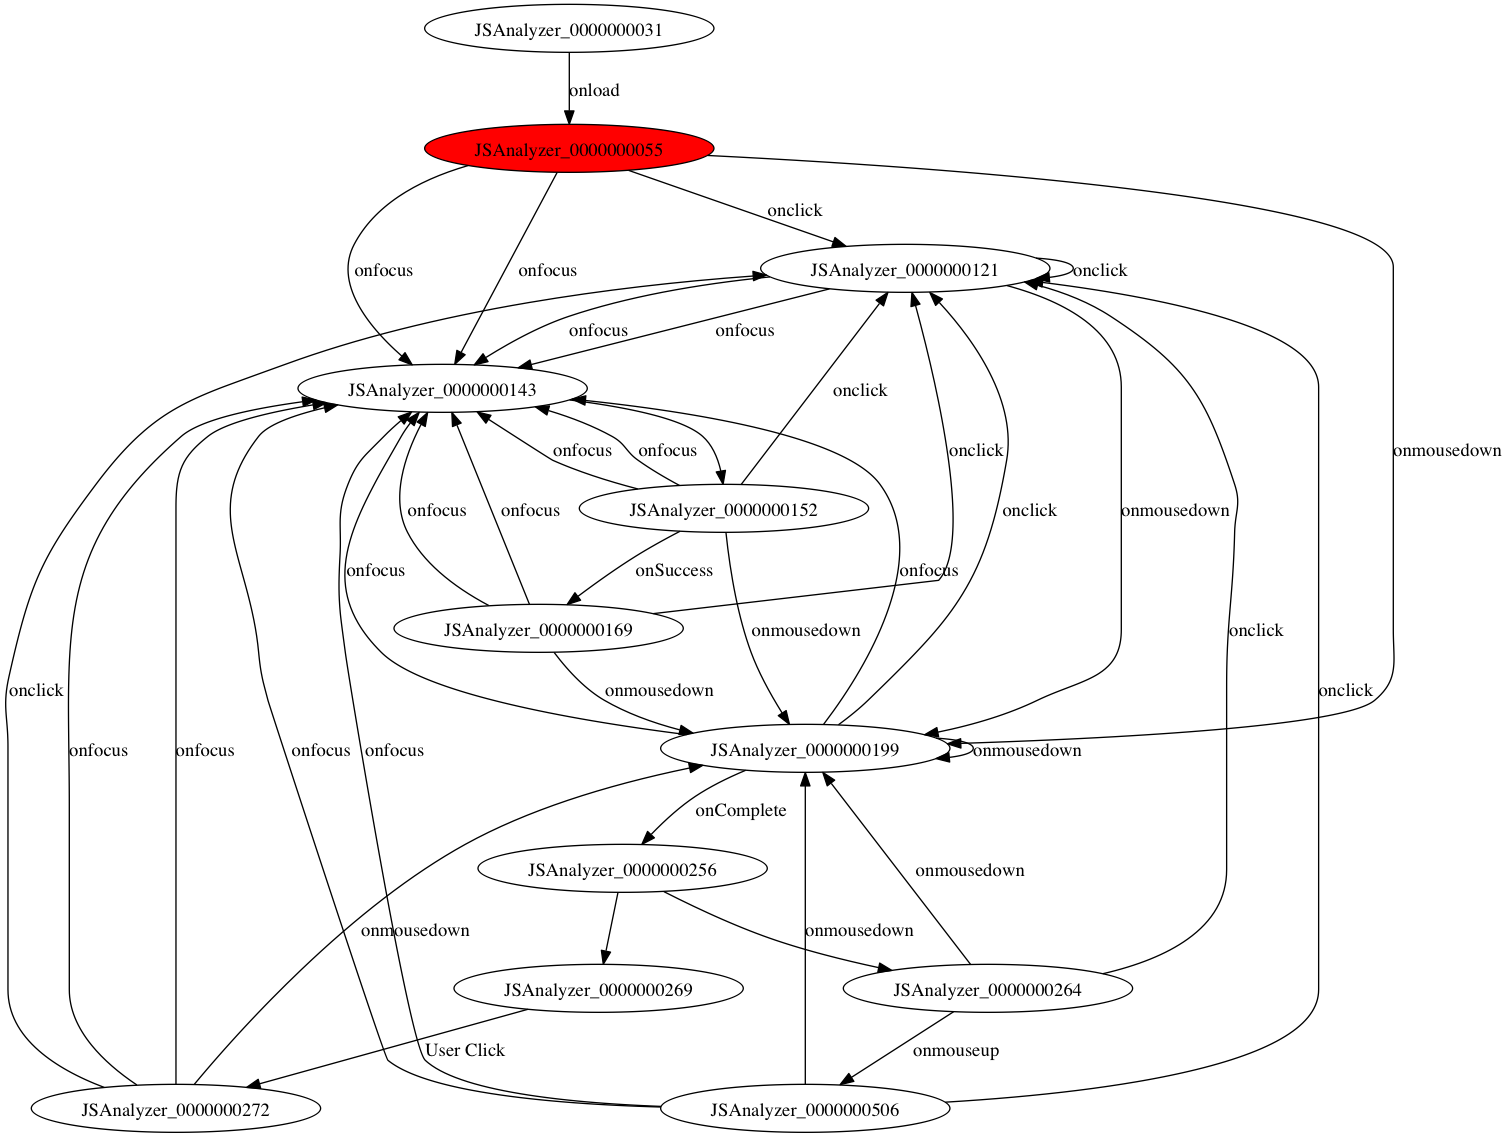 JSAnalyzer_0000000031
onload
JSAnalyzer_0000000055
onclick
onfocus
onfocus
JSAnalyzer_0000000121
onclick
onfocus
onfocus
JSAnalyzer_0000000143
onclick
onfocus
onfocus
onclick
onmousedown
JSAnalyzer_0000000152
onfocus
onfocus
onclick
onmousedown
onfocus
onSuccess
onfocus
JSAnalyzer_0000000169
onmousedown
onclick
onclick
onmousedown
onclick
onfocus
onfocus
onfocus
onfocus
JSAnalyzer_0000000199
onmousedown
onComplete
JSAnalyzer_0000000256
onmousedown
onmousedown
onmousedown
JSAnalyzer_0000000269
JSAnalyzer_0000000264
User Click
onmouseup
JSAnalyzer_0000000272
JSAnalyzer_0000000506